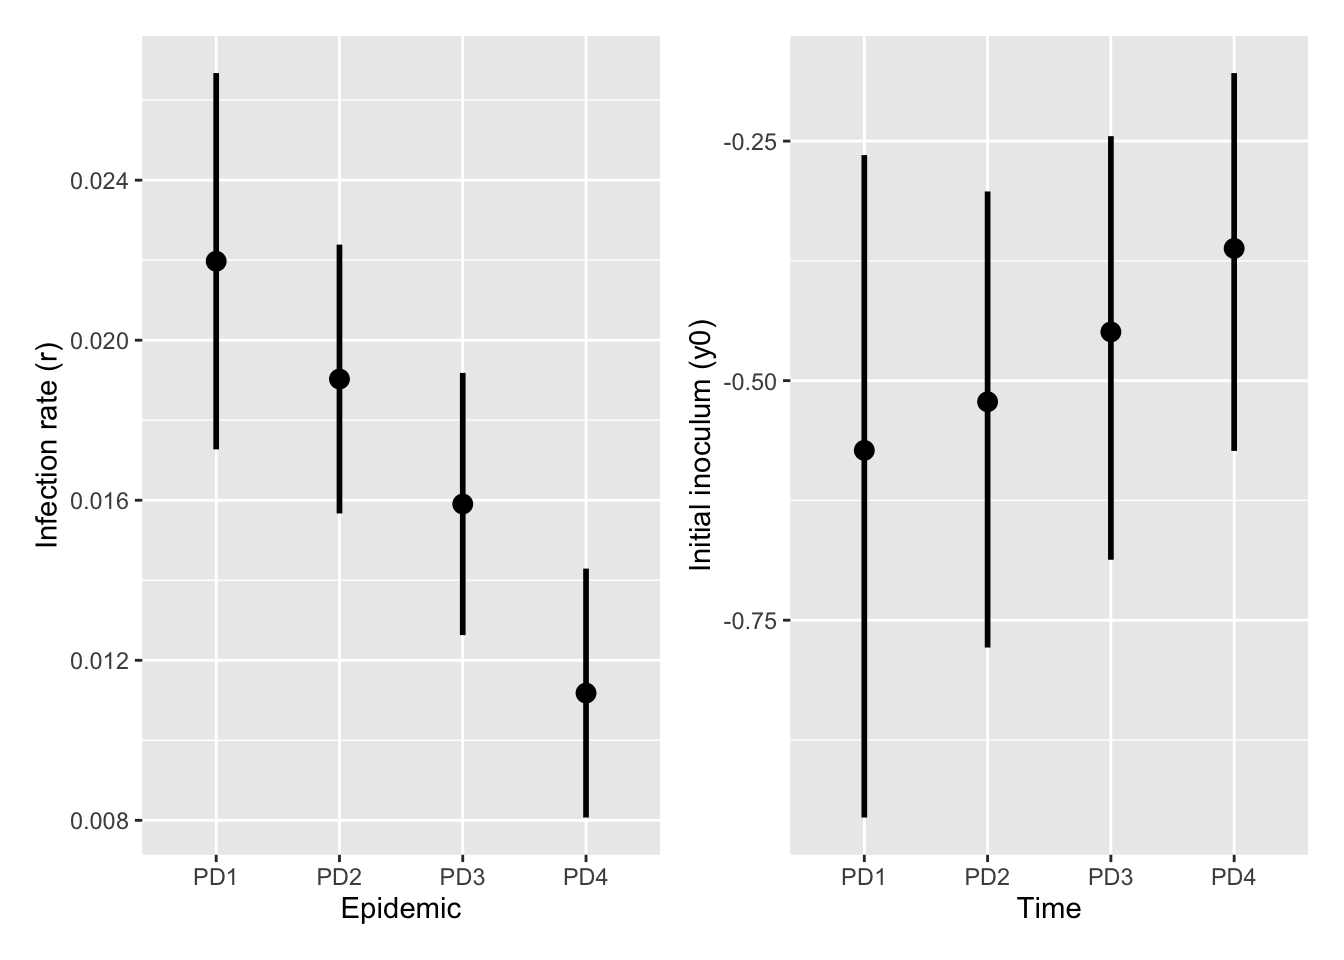 Infection rate (r)
0.024
0.020
0.016
0.012
0.008
PD1 PD2 PD3 PD4
Epidemic
Initial inoculum (y0)
-0.25
-0.50
-0.75
PD1 PD2 PD3 PD4
Time